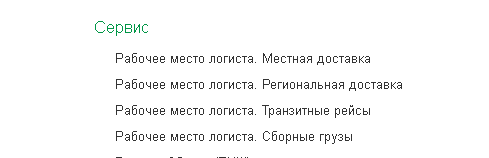 Сервис
Рабочее место логиста. Местная доставка
Рабочее место логиста. Региональная доставка
Рабочее место логиста. Транзитные рейсы
Рабочее место логиста. Сборные грузы